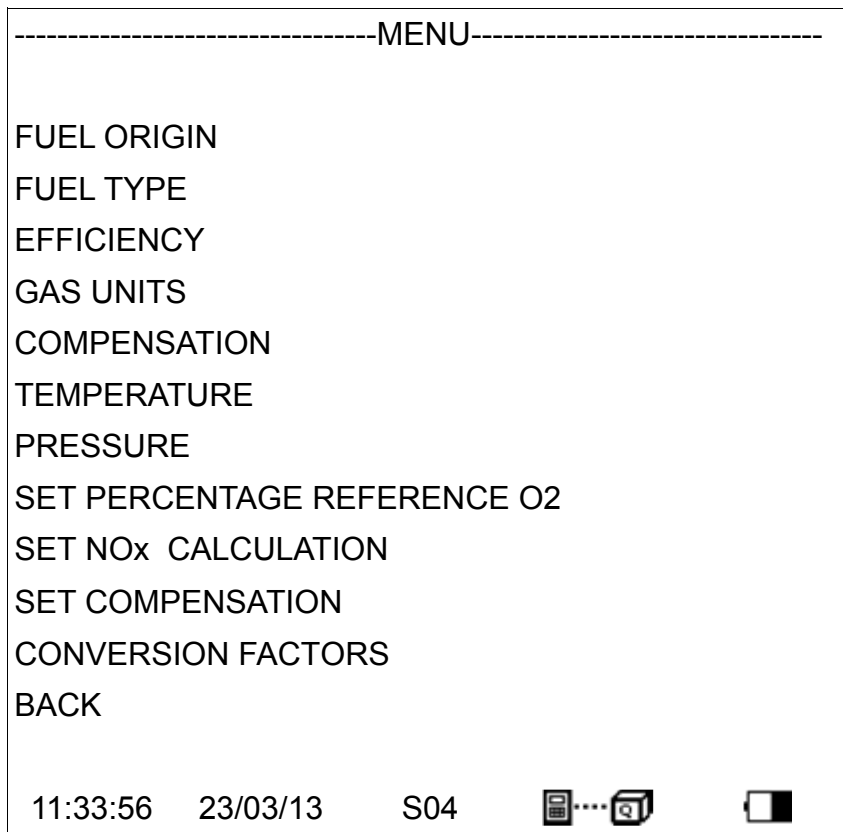 ----------------------------------MENU---------------------------------
FUEL ORIGIN
FUEL TYPE
EFFICIENCY
GAS UNITS
COMPENSATION
TEMPERATURE
PRESSURE
SET PERCENTAGE REFERENCE O2
SET NOx CALCULATION
SET COMPENSATION
CONVERSION FACTORS
BACK
11:33:56 23/03/13 S04 Q